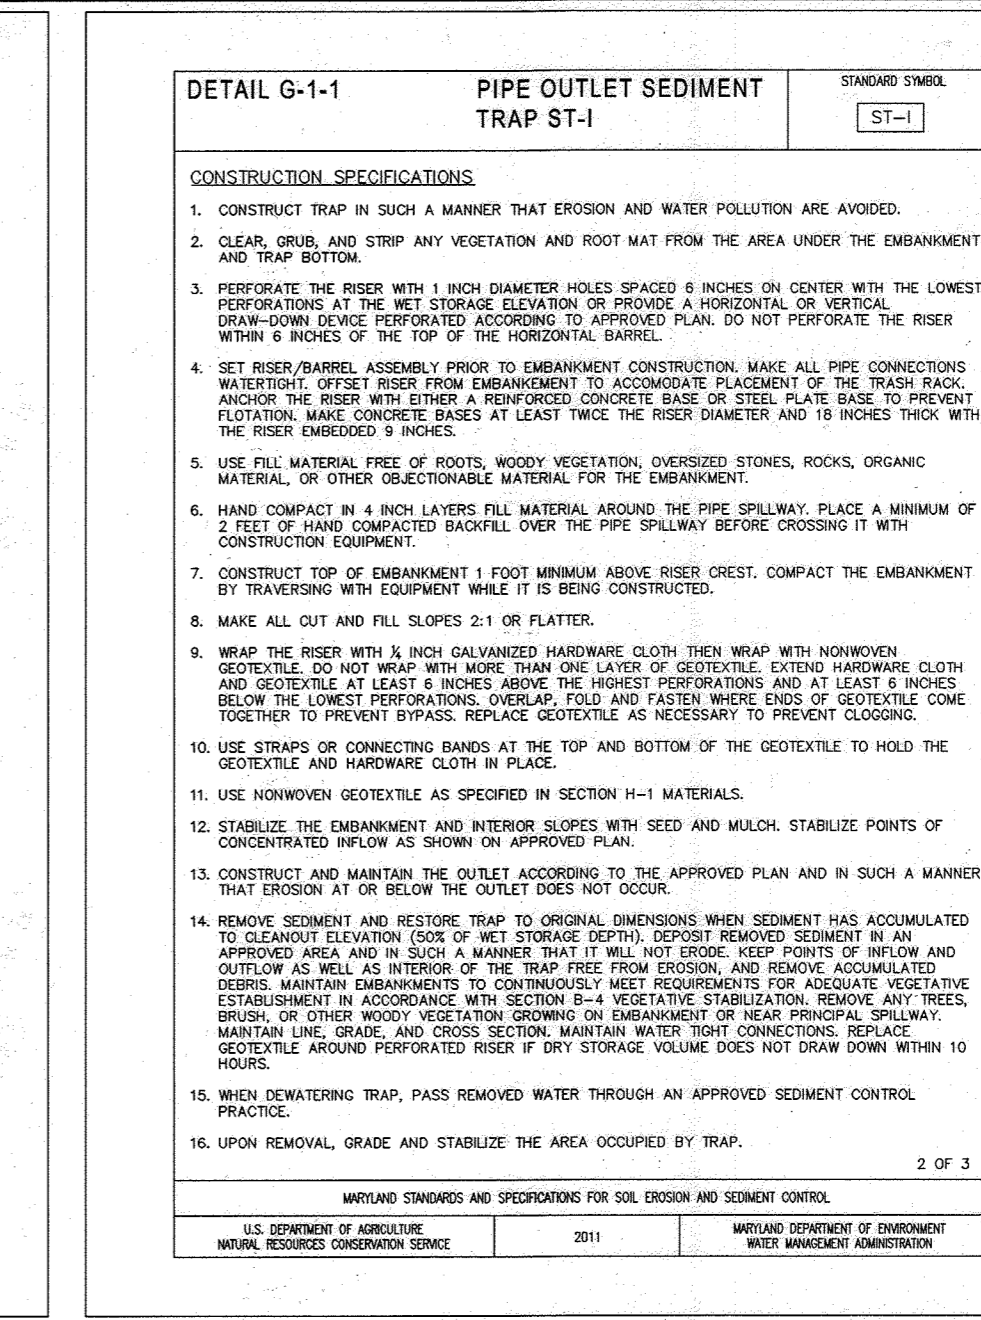 DETAIL G-1-1
PIPE OUTLET SEDIMENT
TRAP ST-I
STANDARD SYMBOL
ST-I
CONSTRUCTION SPECIFICATIONS
1. CONSTRUCT TRAP IN SUCH A MANNER THAT EROSION AND WATER POLLUTION ARE AVOIDED.
2. CLEAR, GRUB, AND STRIP ANY VEGETATION AND ROOT MAT FROM THE AREA UNDER THE EMBANKMENT
AND TRAP BOTTOM.
3. PERFORATE THE RISER WITH 1 INCH DIAMETER HOLES SPACED 6 INCHES ON CENTER WITH THE LOWEST
PERFORATIONS AT THE WET STORAGE ELEVATION OR PROVIDE A HORIZONTAL OR VERTICAL
DRAW-DOWN DEVICE PERFORATED ACCORDING TO APPROVED PLAN. DO NOT PERFORATE THE RISER
WITHIN 6 INCHES OF THE TOP OF THE HORIZONTAL BARREL.
4. SET RISER/BARREL ASSEMBLY PRIOR TO EMBANKMENT CONSTRUCTION. MAKE ALL PIPE CONNECTIONS
WATERTIGHT. OFFSET RISER FROM EMBANKEMENT TO ACCOMODATE PLACEMENT OF THE TRASH RACK.
ANCHOR THE RISER WITH EITHER A REINFORCED CONCRETE BASE OR STEEL PLATE BASE TO PREVENT
FLOTATION. MAKE CONCRETE BASES AT LEAST TWICE THE RISER DIAMETER AND 18 INCHES THICK WITH
THE RISER EMBEDDED 9 INCHES.
5. USE FILL MATERIAL FREE OF ROOTS, WOODY VEGETATION, OVERSIZED STONES, ROCKS, ORGANIC
MATERIAL, OR OTHER OBJECTIONABLE MATERIAL FOR THE EMBANKMENT.
6. HAND COMPACT IN 4 INCH LAYERS FILL MATERIAL AROUND THE PIPE SPILLWAY. PLACE A MINIMUM OF
2 FEET OF HAND COMPACTED BACKFILL OVER THE PIPE SPILLWAY BEFORE CROSSING IT WITH
CONSTRUCTION EQUIPMENT.
7. CONSTRUCT TOP OF EMBANKMENT 1 FOOT MINIMUM ABOVE RISER CREST. COMPACT THE EMBANKMENT
BY TRAVERSING WITH EQUIPMENT WHILE IT IS BEING CONSTRUCTED.
8. MAKE ALL CUT AND FILL SLOPES 2:1 OR FLATTER.
9. WRAP THE RISER WITH ¼ INCH GALVANIZED HARDWARE CLOTH THEN WRAP WITH NONWOVEN
GEOTEXTILE. DO NOT WRAP WITH MORE THAN ONE LAYER OF GEOTEXTILE. EXTEND HARDWARE CLOTH
AND GEOTEXTILE AT LEAST 6 INCHES ABOVE THE HIGHEST PERFORATIONS AND AT LEAST 6 INCHES
BELOW THE LOWEST PERFORATIONS. OVERLAP, FOLD AND FASTEN WHERE ENDS OF GEOTEXTILE COME
TOGETHER TO PREVENT BYPASS. REPLACE GEOTEXTILE AS NECESSARY TO PREVENT CLOGGING.
10. USE STRAPS OR CONNECTING BANDS AT THE TOP AND BOTTOM OF THE GEOTEXTILE TO HOLD THE
GEOTEXTILE AND HARDWARE CLOTH IN PLACE.
11. USE NONWOVEN GEOTEXTILE AS SPECIFIED IN SECTION H-1 MATERIALS.
12. STABILIZE THE EMBANKMENT AND INTERIOR SLOPES WITH SEED AND MULCH. STABILIZE POINTS OF
CONCENTRATED INFLOW AS SHOWN ON APPROVED PLAN.
13. CONSTRUCT AND MAINTAIN THE OUTLET ACCORDING TO THE APPROVED PLAN AND IN SUCH A MANNER
THAT EROSION AT OR BELOW THE OUTLET DOES NOT OCCUR.
14. REMOVE SEDIMENT AND RESTORE TRAP TO ORIGINAL DIMENSIONS WHEN SEDIMENT HAS ACCUMULATED
TO CLEANOUT ELEVATION (50% OF WET STORAGE DEPTH). DEPOSIT REMOVED SEDIMENT IN AN
APPROVED AREA AND IN SUCH A MANNER THAT IT WILL NOT ERODE. KEEP POINTS OF INFLOW AND
OUTFLOW AS WELL AS INTERIOR OF THE TRAP FREE FROM EROSION, AND REMOVE ACCUMULATED
DEBRIS. MAINTAIN EMBANKMENTS TO CONTINUOUSLY MEET REQUIREMENTS FOR ADEQUATE VEGETATIVE
ESTABLISHMENT IN ACCORDANCE WITH SECTION B-4 VEGETATIVE STABILIZATION. REMOVE ANY TREES,
BRUSH, OR OTHER WOODY VEGETATION GROWING ON EMBANKMENT OR NEAR PRINCIPAL SPILLWAY.
MAINTAIN LINE, GRADE, AND CROSS SECTION. MAINTAIN WATER TIGHT CONNECTIONS. REPLACE
GEOTEXTILE AROUND PERFORATED RISER IF DRY STORAGE VOLUME DOES NOT DRAW DOWN WITHIN 10
HOURS.
15. WHEN DEWATERING TRAP, PASS REMOVED WATER THROUGH AN APPROVED SEDIMENT CONTROL
PRACTICE.
16. UPON REMOVAL, GRADE AND STABILIZE THE AREA OCCUPIED BY TRAP.
2 OF 3
MARYLAND STANDARDS AND SPECIFICATIONS FOR SOIL EROSION AND SEDIMENT CONTROL
U.S. DEPARTMENT OF AGRICULTURE
NATURAL RESOURCES CONSERVATION SERVICE
2011
MARYLAND DEPARTMENT OF ENVIRONMENT
WATER MANAGEMENT ADMINISTRATION